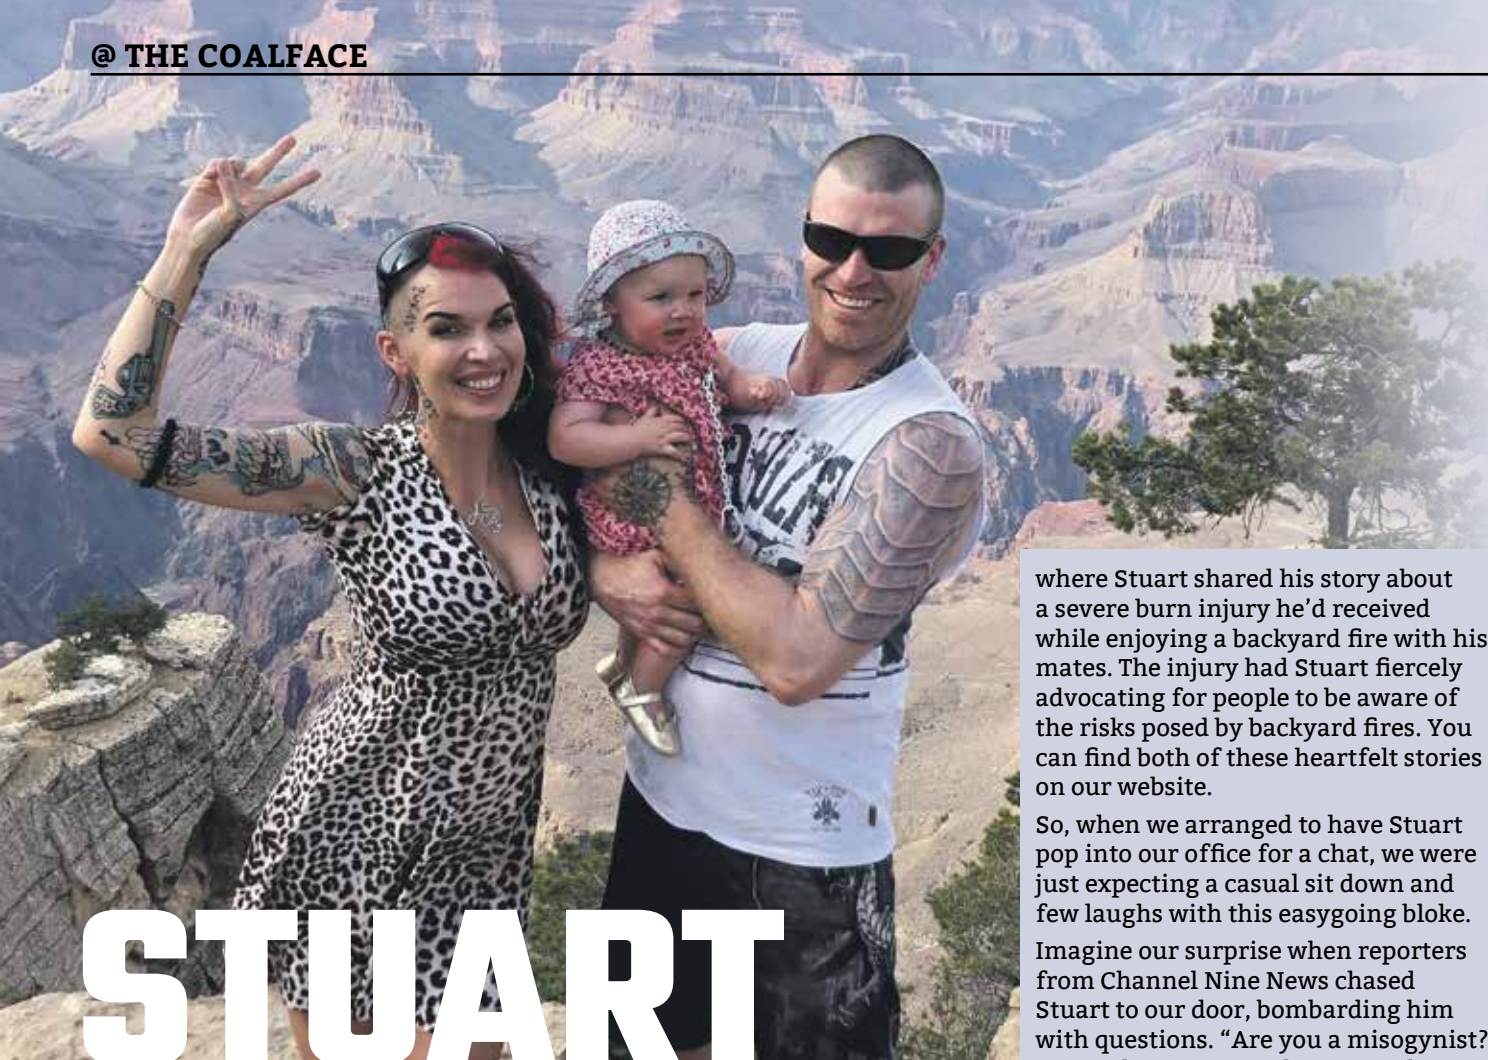 @ THE COALFACE
STUART
where Stuart shared his story about
a severe burn injury he’d received
while enjoying a backyard fire with his
mates. The injury had Stuart fiercely
advocating for people to be aware of
the risks posed by backyard fires. You
can find both of these heartfelt stories
on our website.
So, when we arranged to have Stuart
pop into our office for a chat, we were
just expecting a casual sit down and
few laughs with this easygoing bloke.
Imagine our surprise when reporters
from Channel Nine News chased
Stuart to our door, bombarding him
with questions. “Are you a misogynist?